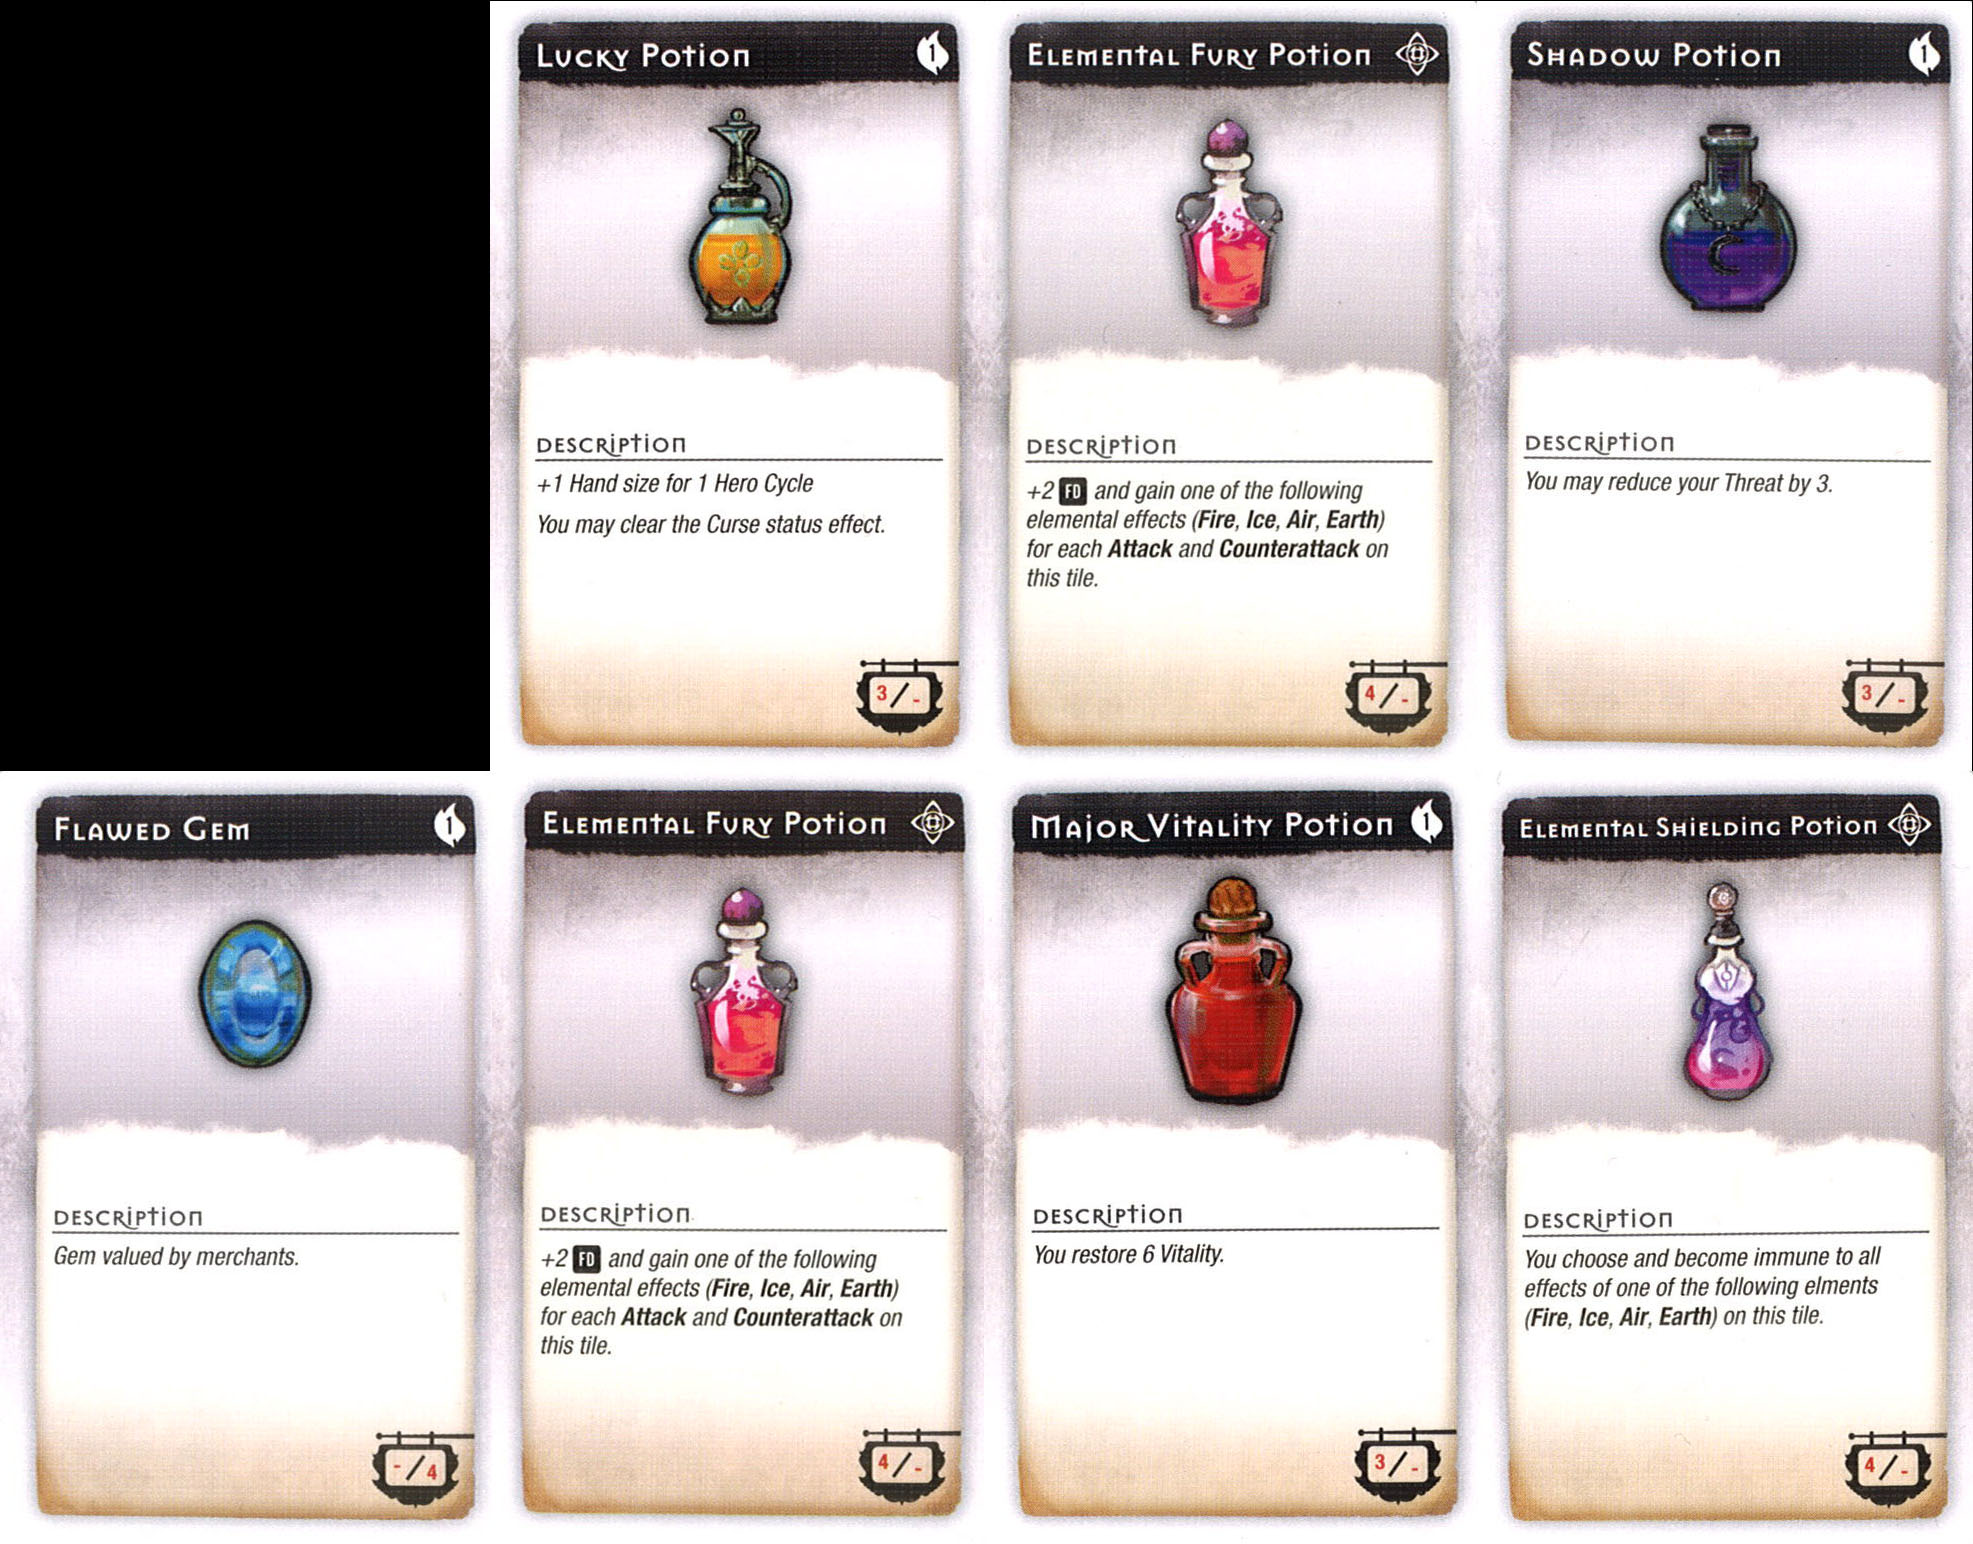 Lucky Potion 1
DESCRIPTION
+1 Hand size for 1 Hero Cycle
You may clear the Curse status effect.
3/-
Elemental Fury Potion
DESCRIPTION
+2 FD and gain one of the following
elemental effects (Fire, Ice, Air, Earth)
for each Attack and Counterattack on
this tile.
4/-
Shadow Potion 1
DESCRIPTION
You may reduce your Threat by 3.
3/-
Flawed Gem 1
DESCRIPTION
Gem valued by merchants.
-/4
Elemental Fury Potion
DESCRIPTION
+2 FD and gain one of the following
elemental effects (Fire, Ice, Air, Earth)
for each Attack and Counterattack on
this tile.
4/-
Major Vitality Potion 1
DESCRIPTION
You restore 6 Vitality.
3/-
Elemental Shielding Potion
DESCRIPTION
You choose and become immune to all
effects of one of the following elments
(Fire, Ice, Air, Earth) on this tile.
4/-